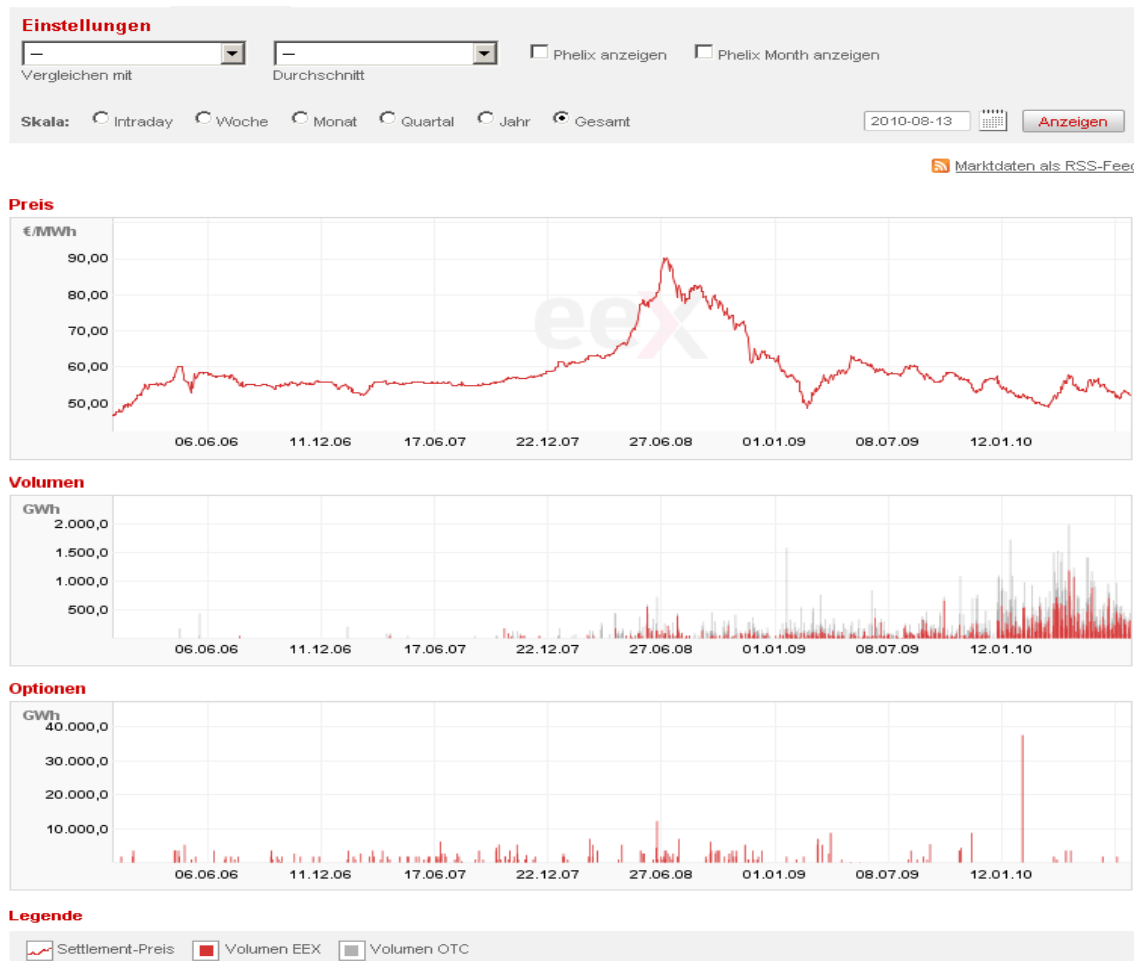 Einstellungen
— —
Phelix anzeigen Phelix Month anzeigen
Vergleichen mit Durchschnitt
Skala: Intraday Woche Monat Quartal Jahr Gesamt 2010-08-13 Anzeigen
Marktdaten als RSS-Feed
Preis
€/MWh
90,00
80,00
70,00
60,00
50,00
eex
06.06.06 11.12.06 17.06.07 22.12.07 27.06.08 01.01.09 08.07.09 12.01.10
Volumen
GWh
2.000,0
1.500,0
1.000,0
500,0
06.06.06 11.12.06 17.06.07 22.12.07 27.06.08 01.01.09 08.07.09 12.01.10
Optionen
GWh
40.000,0
30.000,0
20.000,0
10.000,0
06.06.06 11.12.06 17.06.07 22.12.07 27.06.08 01.01.09 08.07.09 12.01.10
Legende
Settlement-Preis Volumen EEX Volumen OTC